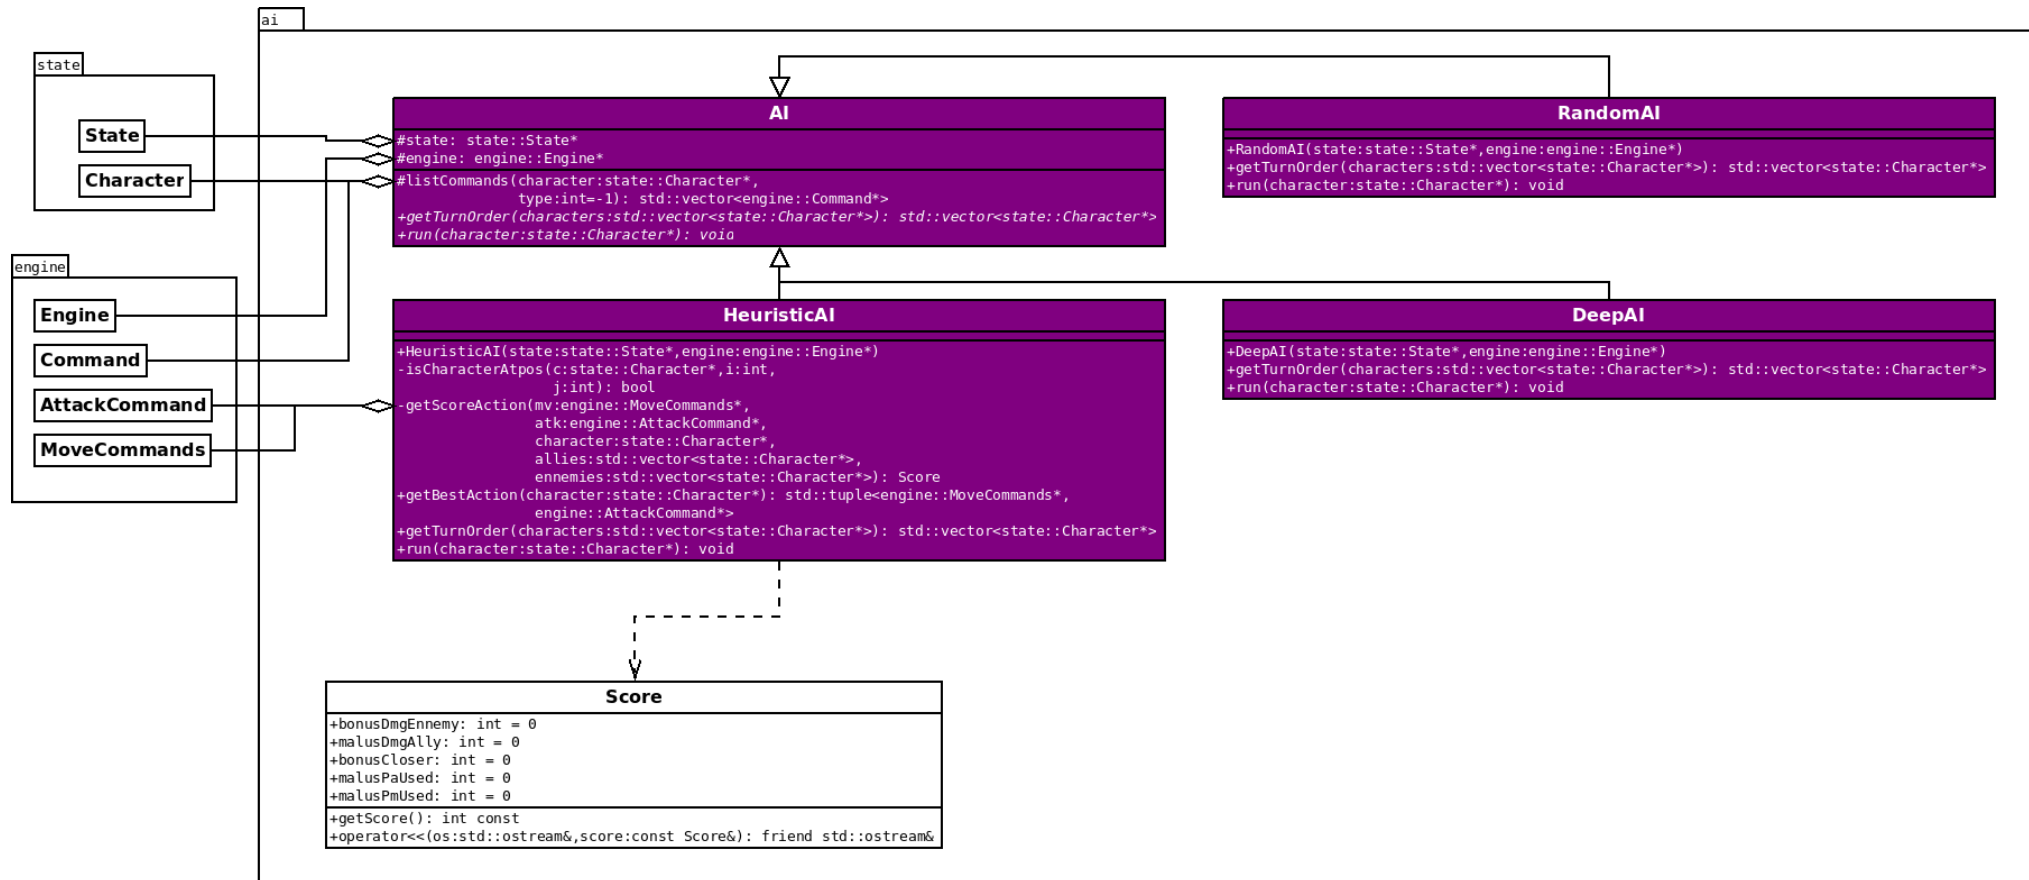 ai
state
State
Character
engine
Engine
Command
AttackCommand
MoveCommands
AI
#state: state::State*
#engine: engine::Engine*
#listCommands(character:state::Character*,
type:int=-1): std::vector<engine::Command*>
+getTurnOrder(characters:std::vector<state::Character*>): std::vector<state::Character*>
+run(character:state::Character*): void
RandomAI
+RandomAI(state:state::State*,engine:engine::Engine*)
+getTurnOrder(characters:std::vector<state::Character*>): std::vector<state::Character*>
+run(character:state::Character*): void
HeuristicAI
+HeuristicAI(state:state::State*,engine:engine::Engine*)
-isCharacterAtpos(c:state::Character*,i:int,
j:int): bool
-getScoreAction(mv:engine::MoveCommands*,
atk:engine::AttackCommand*,
character:state::Character*,
allies:std::vector<state::Character*>,
ennemies:std::vector<state::Character*>): Score
+getBestAction(character:state::Character*): std::tuple<engine::MoveCommands*,
engine::AttackCommand*>
+getTurnOrder(characters:std::vector<state::Character*>): std::vector<state::Character*>
+run(character:state::Character*): void
DeepAI
+DeepAI(state:state::State*,engine:engine::Engine*)
+getTurnOrder(characters:std::vector<state::Character*>): std::vector<state::Character*>
+run(character:state::Character*): void
Score
+bonusDmgEnnemy: int = 0
+malusDmgAlly: int = 0
+bonusCloser: int = 0
+malusPaUsed: int = 0
+malusPmUsed: int = 0
+getScore(): int const
+operator<<(os:std::ostream&,score:const Score&): friend std::ostream&